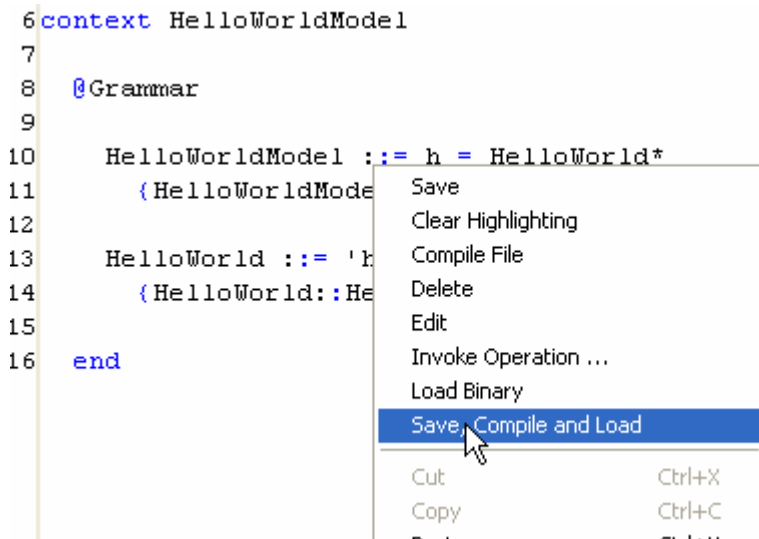 6 context HelloWorldModel
7
8 @Grammar
9
10 HelloWorldModel ::= h = HelloWorld*
11 {HelloWorldMode
12
13 HelloWorld ::= 'h
14 {HelloWorld::He
15
16 end
Save
Clear Highlighting
Compile File
Delete
Edit
Invoke Operation ...
Load Binary
Save, Compile and Load
Cut Ctrl+X
Copy Ctrl+C